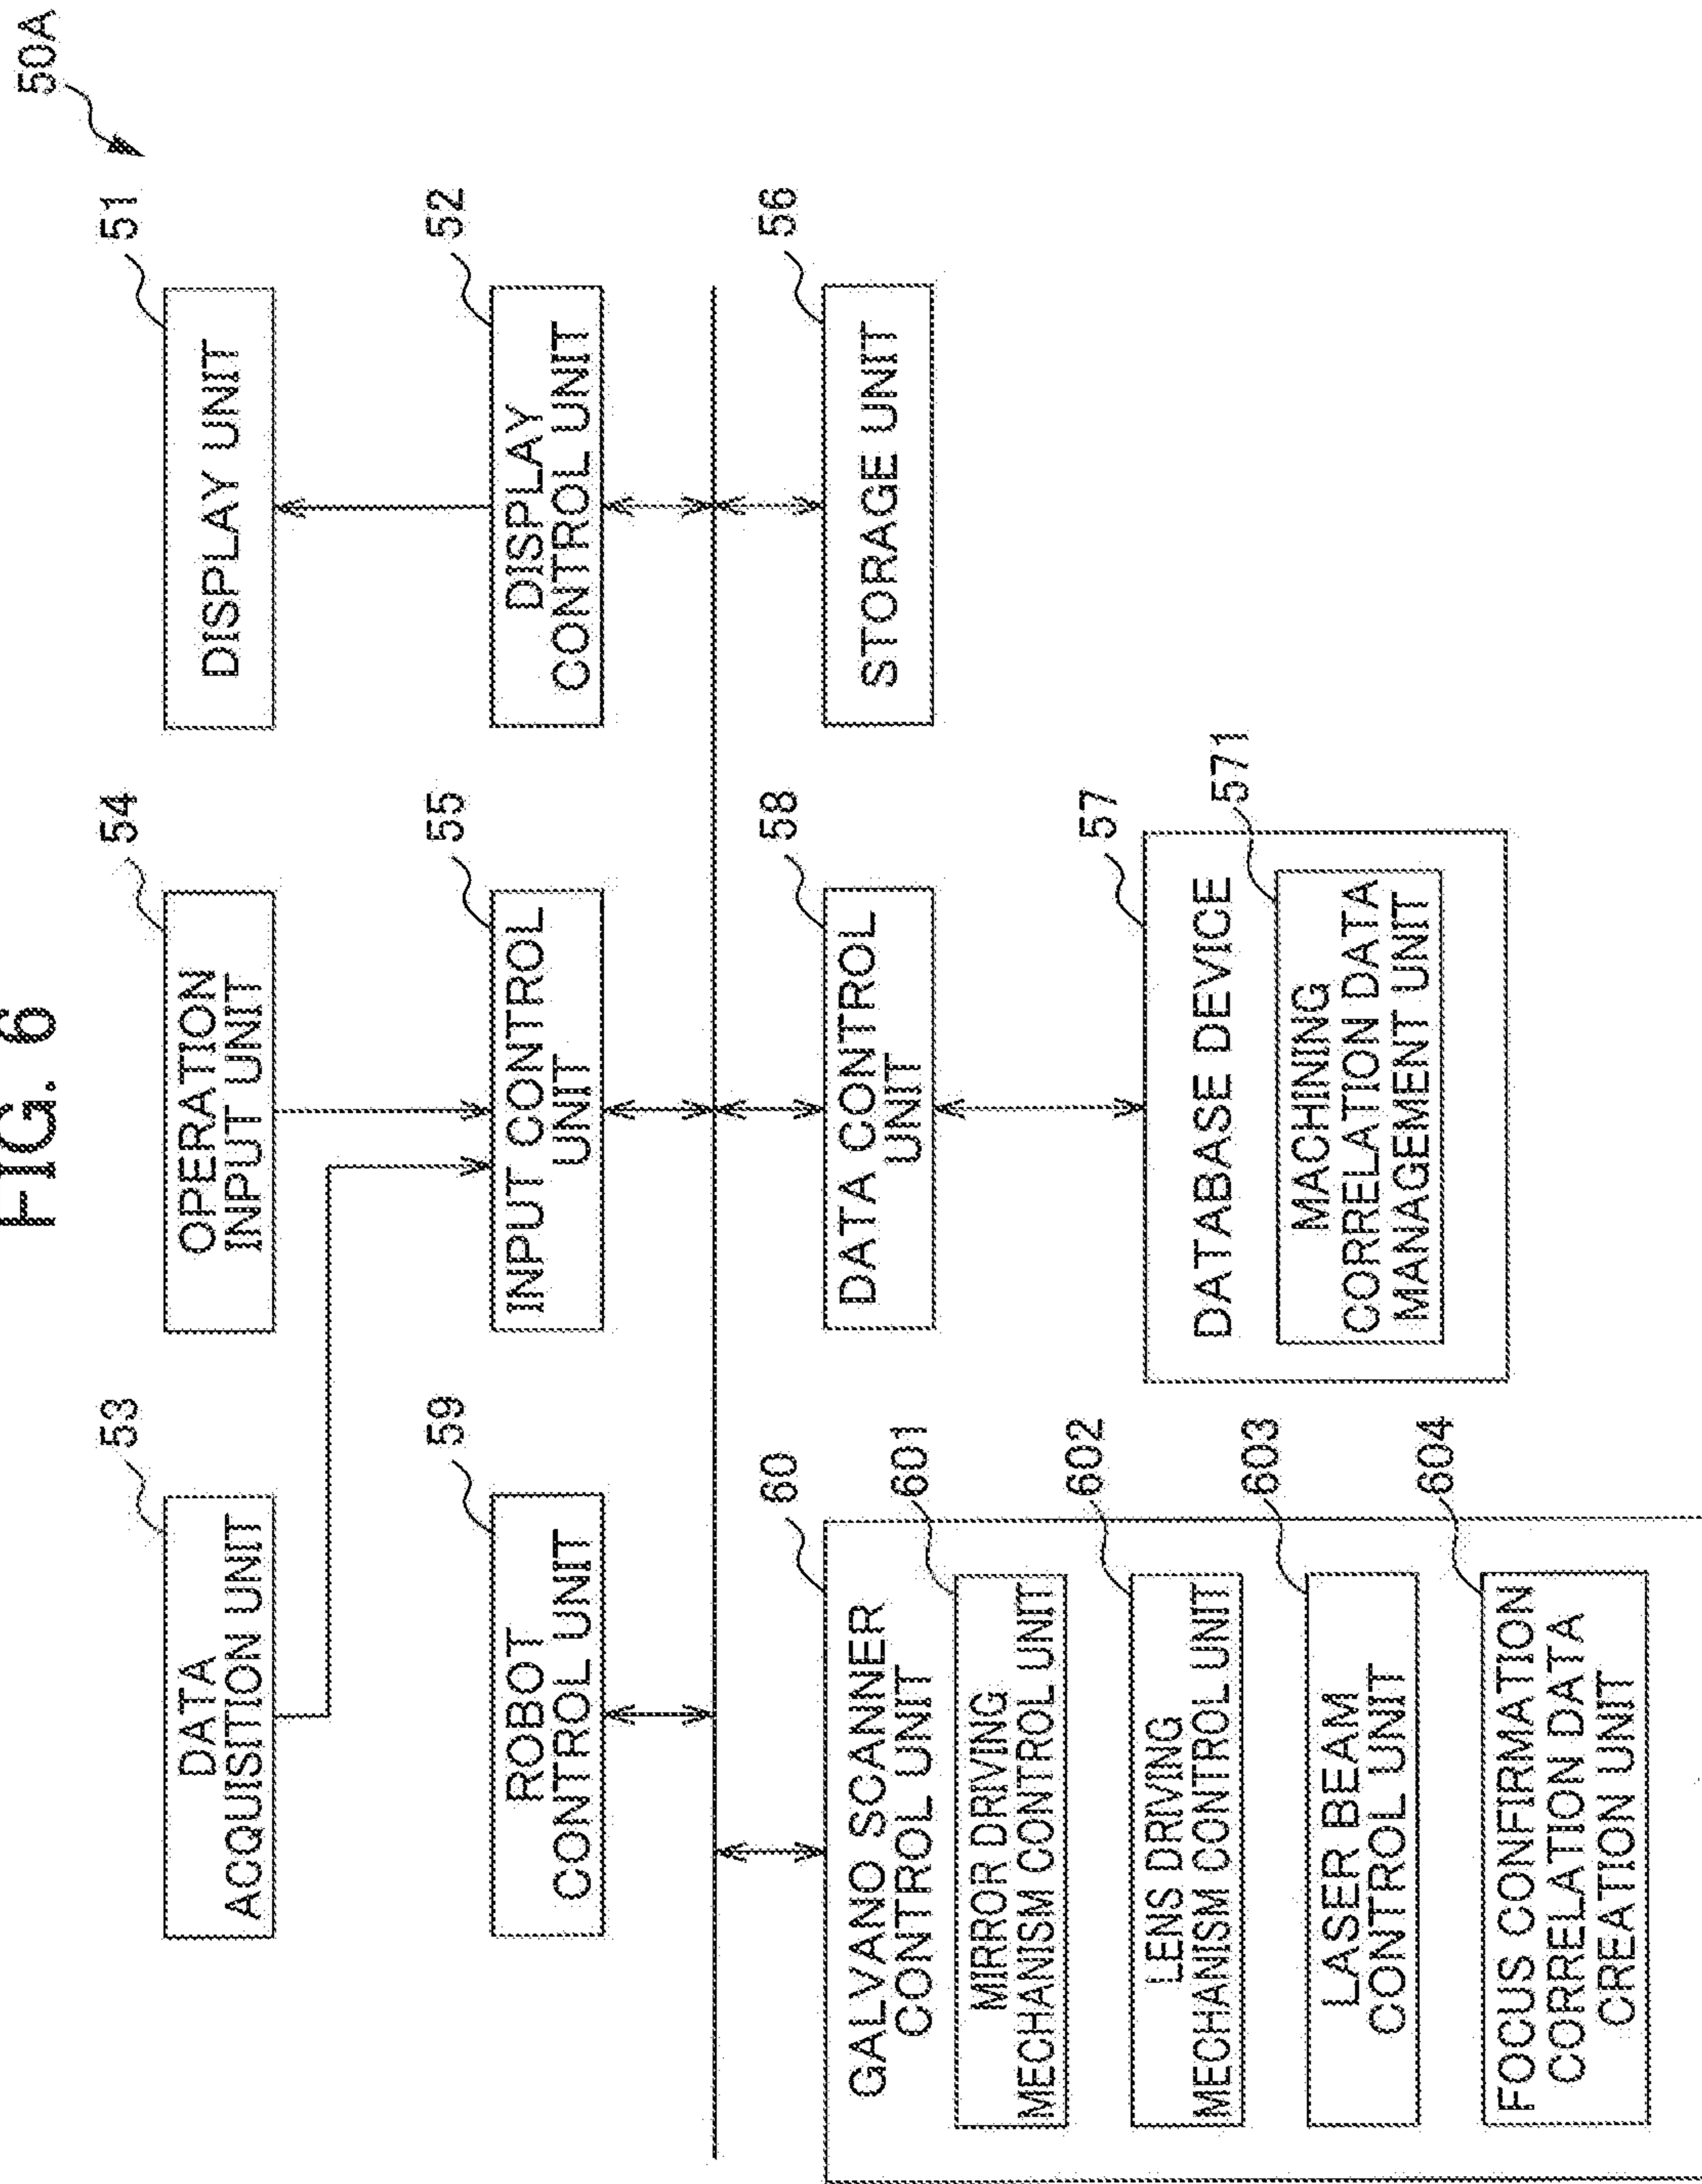 FIG. 6
50A
53
DATA
ACQUISITION UNIT
54
OPERATION
INPUT UNIT
51
DISPLAY UNIT
59
ROBOT
CONTROL UNIT
55
INPUT CONTROL
UNIT
52
DISPLAY
CONTROL UNIT
60
GALVANO SCANNER
CONTROL UNIT
601
MIRROR DRIVING
MECHANISM CONTROL UNIT
602
LENS DRIVING
MECHANISM CONTROL UNIT
603
LASER BEAM
CONTROL UNIT
604
FOCUS CONFIRMATION
CORRELATION DATA
CREATION UNIT
58
DATA CONTROL
UNIT
56
STORAGE UNIT
57
DATABASE DEVICE
571
MACHINING
CORRELATION DATA
MANAGEMENT UNIT